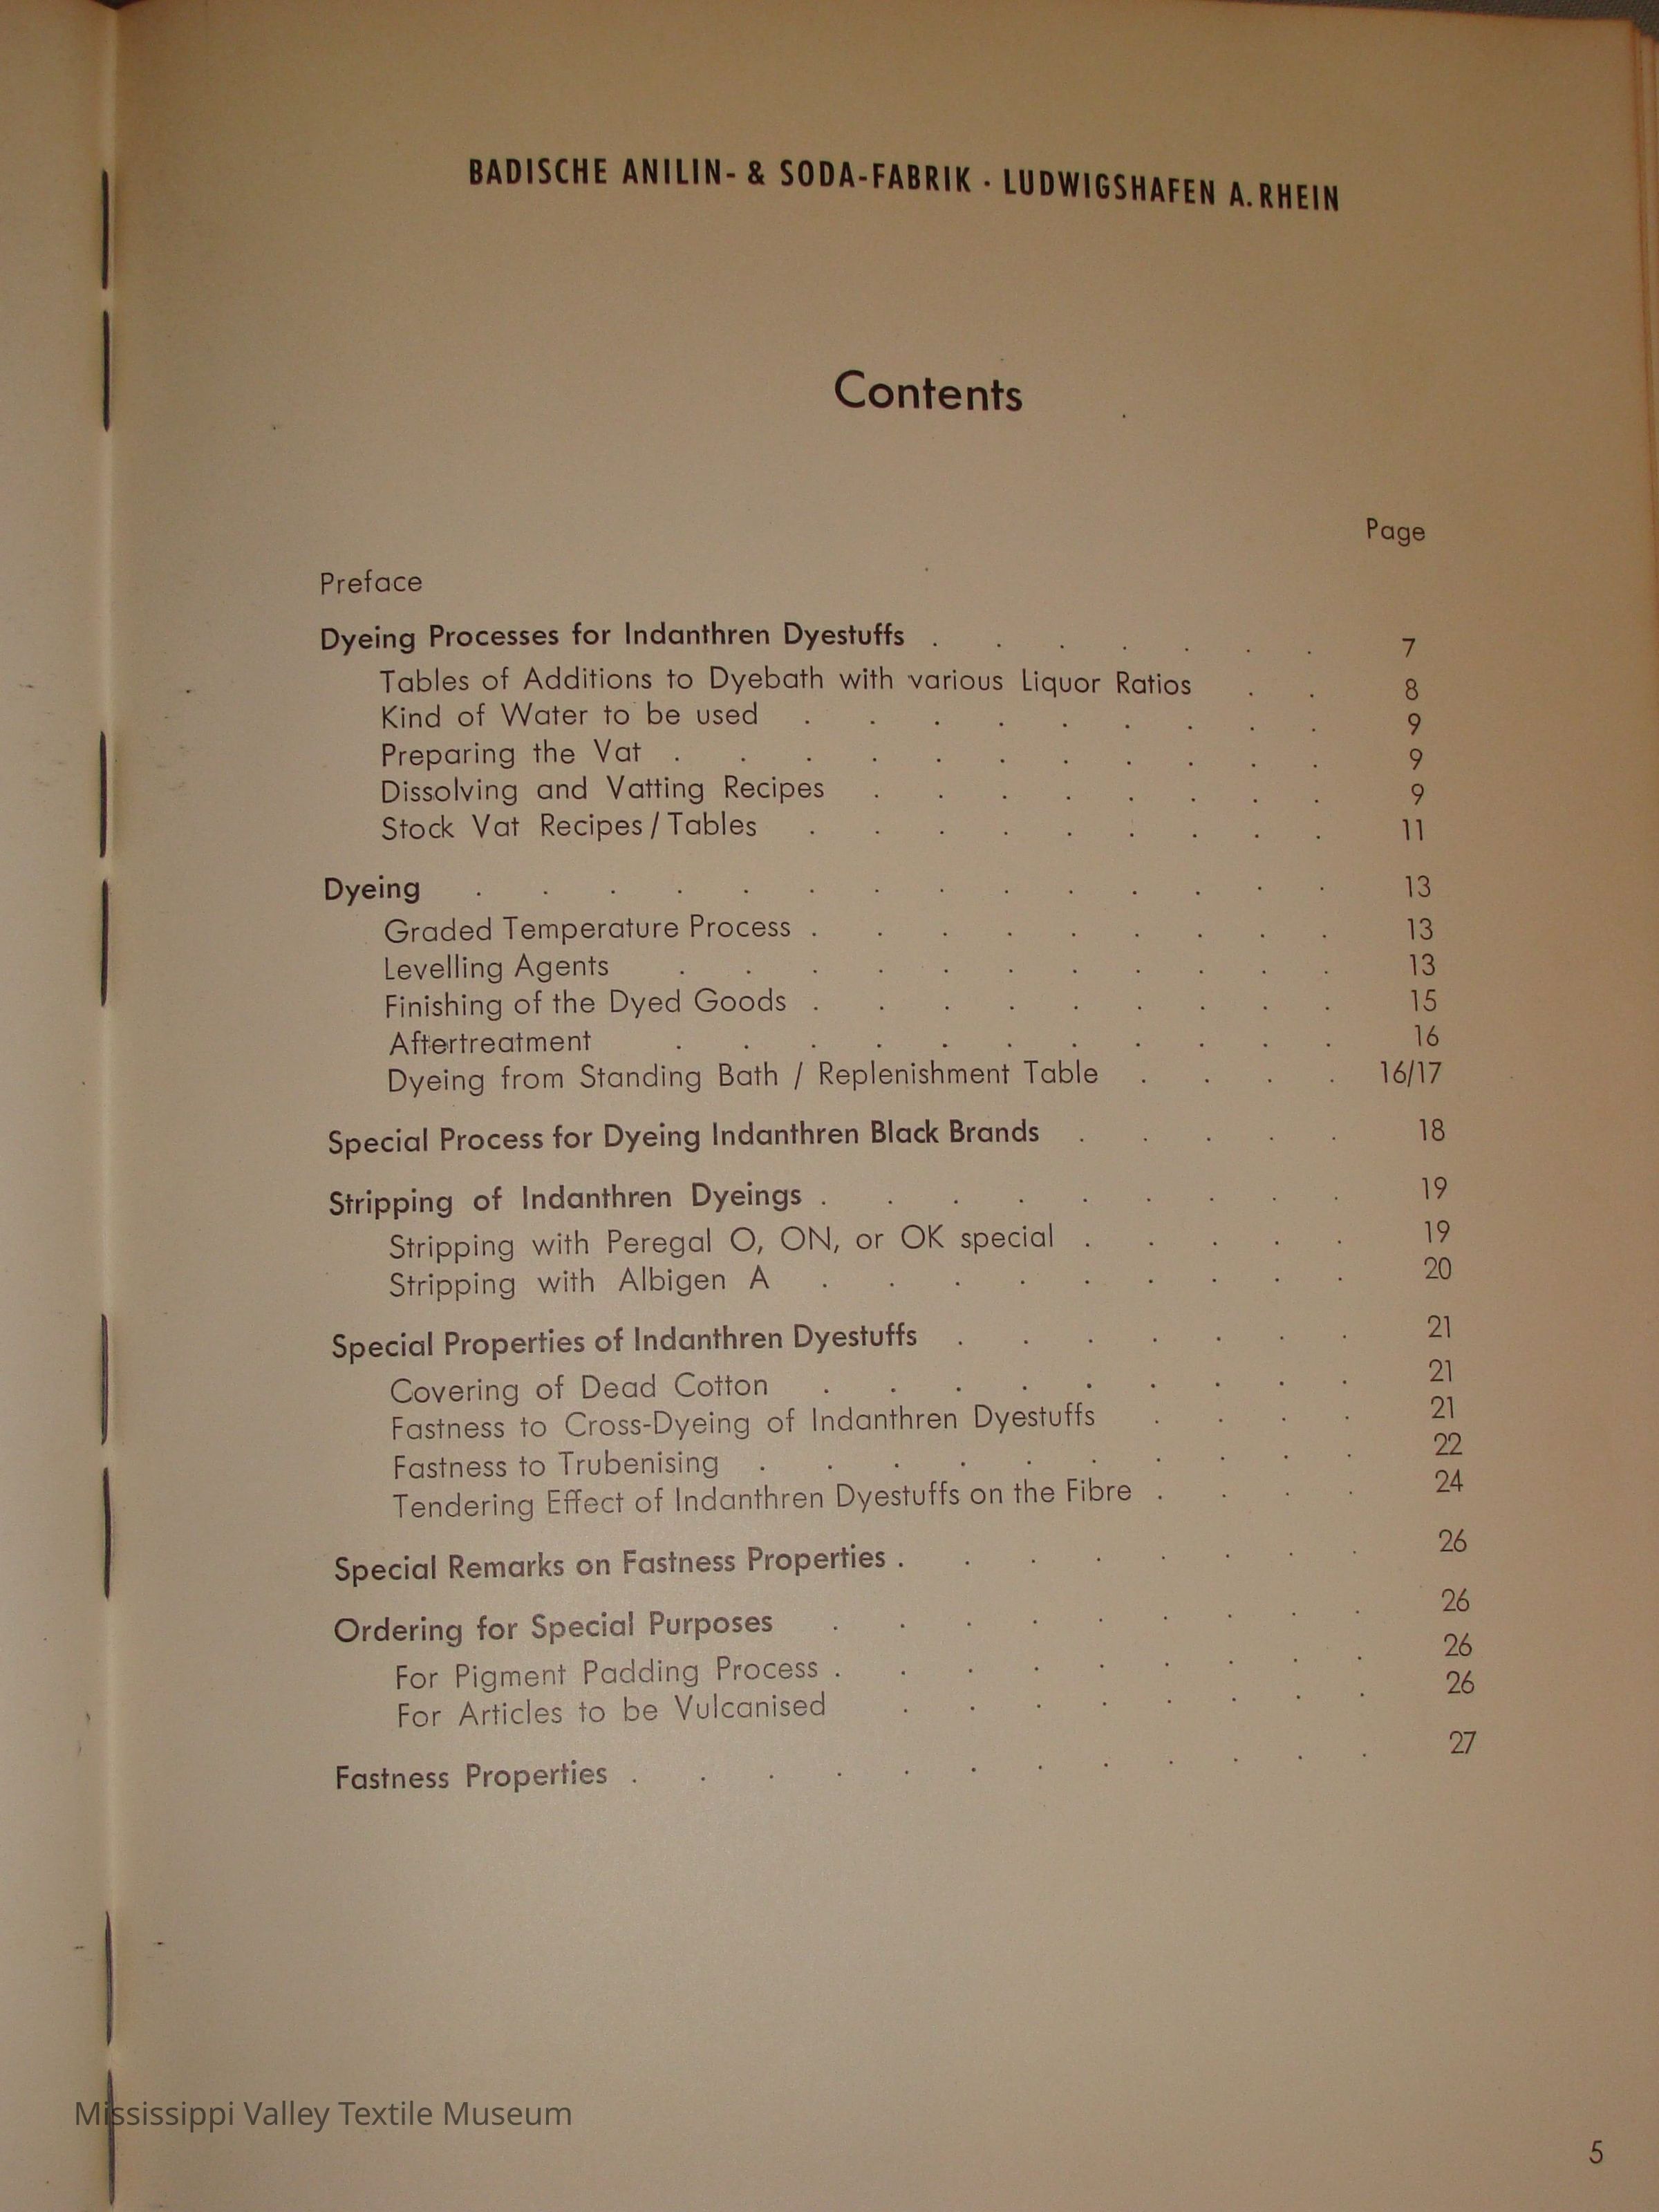 BADISCHE ANILIN- & SODA-FABRIK · LUDWIGSHAFEN A. RHEIN
Contents
Page
Preface
Dyeing Processes for Indanthren Dyestuffs . . . . . . . 7
Tables of Additions to Dyebath with various Liquor Ratios . . 8
Kind of Water to be used . . . . . . . . . 9
Preparing the Vat . . . . . . . . . . . 9
Dissolving and Vatting Recipes . . . . . . . . 9
Stock Vat Recipes / Tables . . . . . . . . . 11
Dyeing . . . . . . . . . . . . . . 13
Graded Temperature Process . . . . . . . . . 13
Levelling Agents . . . . . . . . . . . 13
Finishing of the Dyed Goods . . . . . . . . . 15
Aftertreatment . . . . . . . . . . . 16
Dyeing from Standing Bath / Replenishment Table . . . . 16/17
Special Process for Dyeing Indanthren Black Brands . . . . . 18
Stripping of Indanthren Dyeings . . . . . . . . . 19
Stripping with Peregal O, ON, or OK special . . . . . 19
Stripping with Albigen A . . . . . . . . . 20
Special Properties of Indanthren Dyestuffs . . . . . . . 21
Covering of Dead Cotton . . . . . . . . . 21
Fastness to Cross-Dyeing of Indanthren Dyestuffs . . . . 21
Fastness to Trubenising . . . . . . . . . . 22
Tendering Effect of Indanthren Dyestuffs on the Fibre . . . . 24
Special Remarks on Fastness Properties . . . . . . . . 26
Ordering for Special Purposes . . . . . . . . . 26
For Pigment Padding Process . . . . . . . . . 26
For Articles to be Vulcanised . . . . . . . . 26
Fastness Properties . . . . . . . . . . . . 27
Mississippi Valley Textile Museum
5